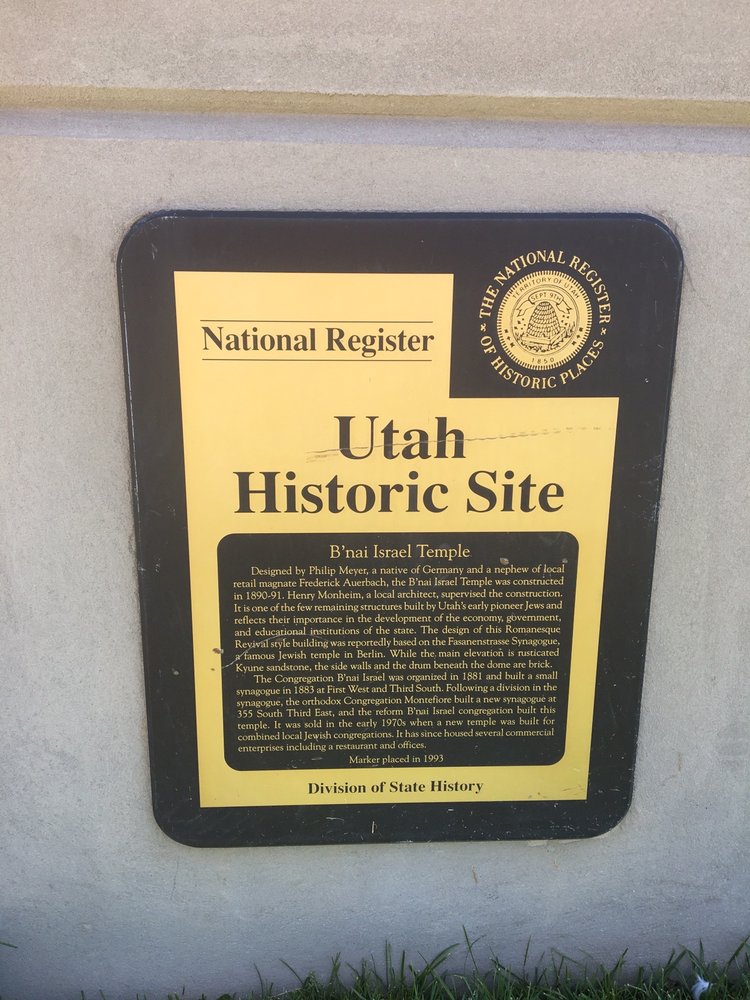 National Register
THE NATIONAL REGISTER
OF HISTORIC PLACES
TERRITORY OF UTAH
SEPT 9TH
1850
Utah
Historic Site
B'nai Israel Temple
Designed by Philip Meyer, a native of Germany and a nephew of local
retail magnate Frederick Auerbach, the B'nai Israel Temple was constructed
in 1890-91. Henry Monheim, a local architect, supervised the construction.
It is one of the few remaining structures built by Utah's early pioneer Jews and
reflects their importance in the development of the economy, government,
and educational institutions of the state. The design of this Romanesque
Revival style building was reportedly based on the Fasanenstrasse Synagogue,
a famous Jewish temple in Berlin. While the main elevation is rusticated
Kyune sandstone, the side walls and the drum beneath the dome are brick.
The Congregation B'nai Israel was organized in 1881 and built a small
synagogue in 1883 at First West and Third South. Following a division in the
synagogue, the orthodox Congregation Montefiore built a new synagogue at
355 South Third East, and the reform B'nai Israel congregation built this
temple. It was sold in the early 1970s when a new temple was built for
combined local Jewish congregations. It has since housed several commercial
enterprises including a restaurant and offices.
Marker placed in 1993
Division of State History